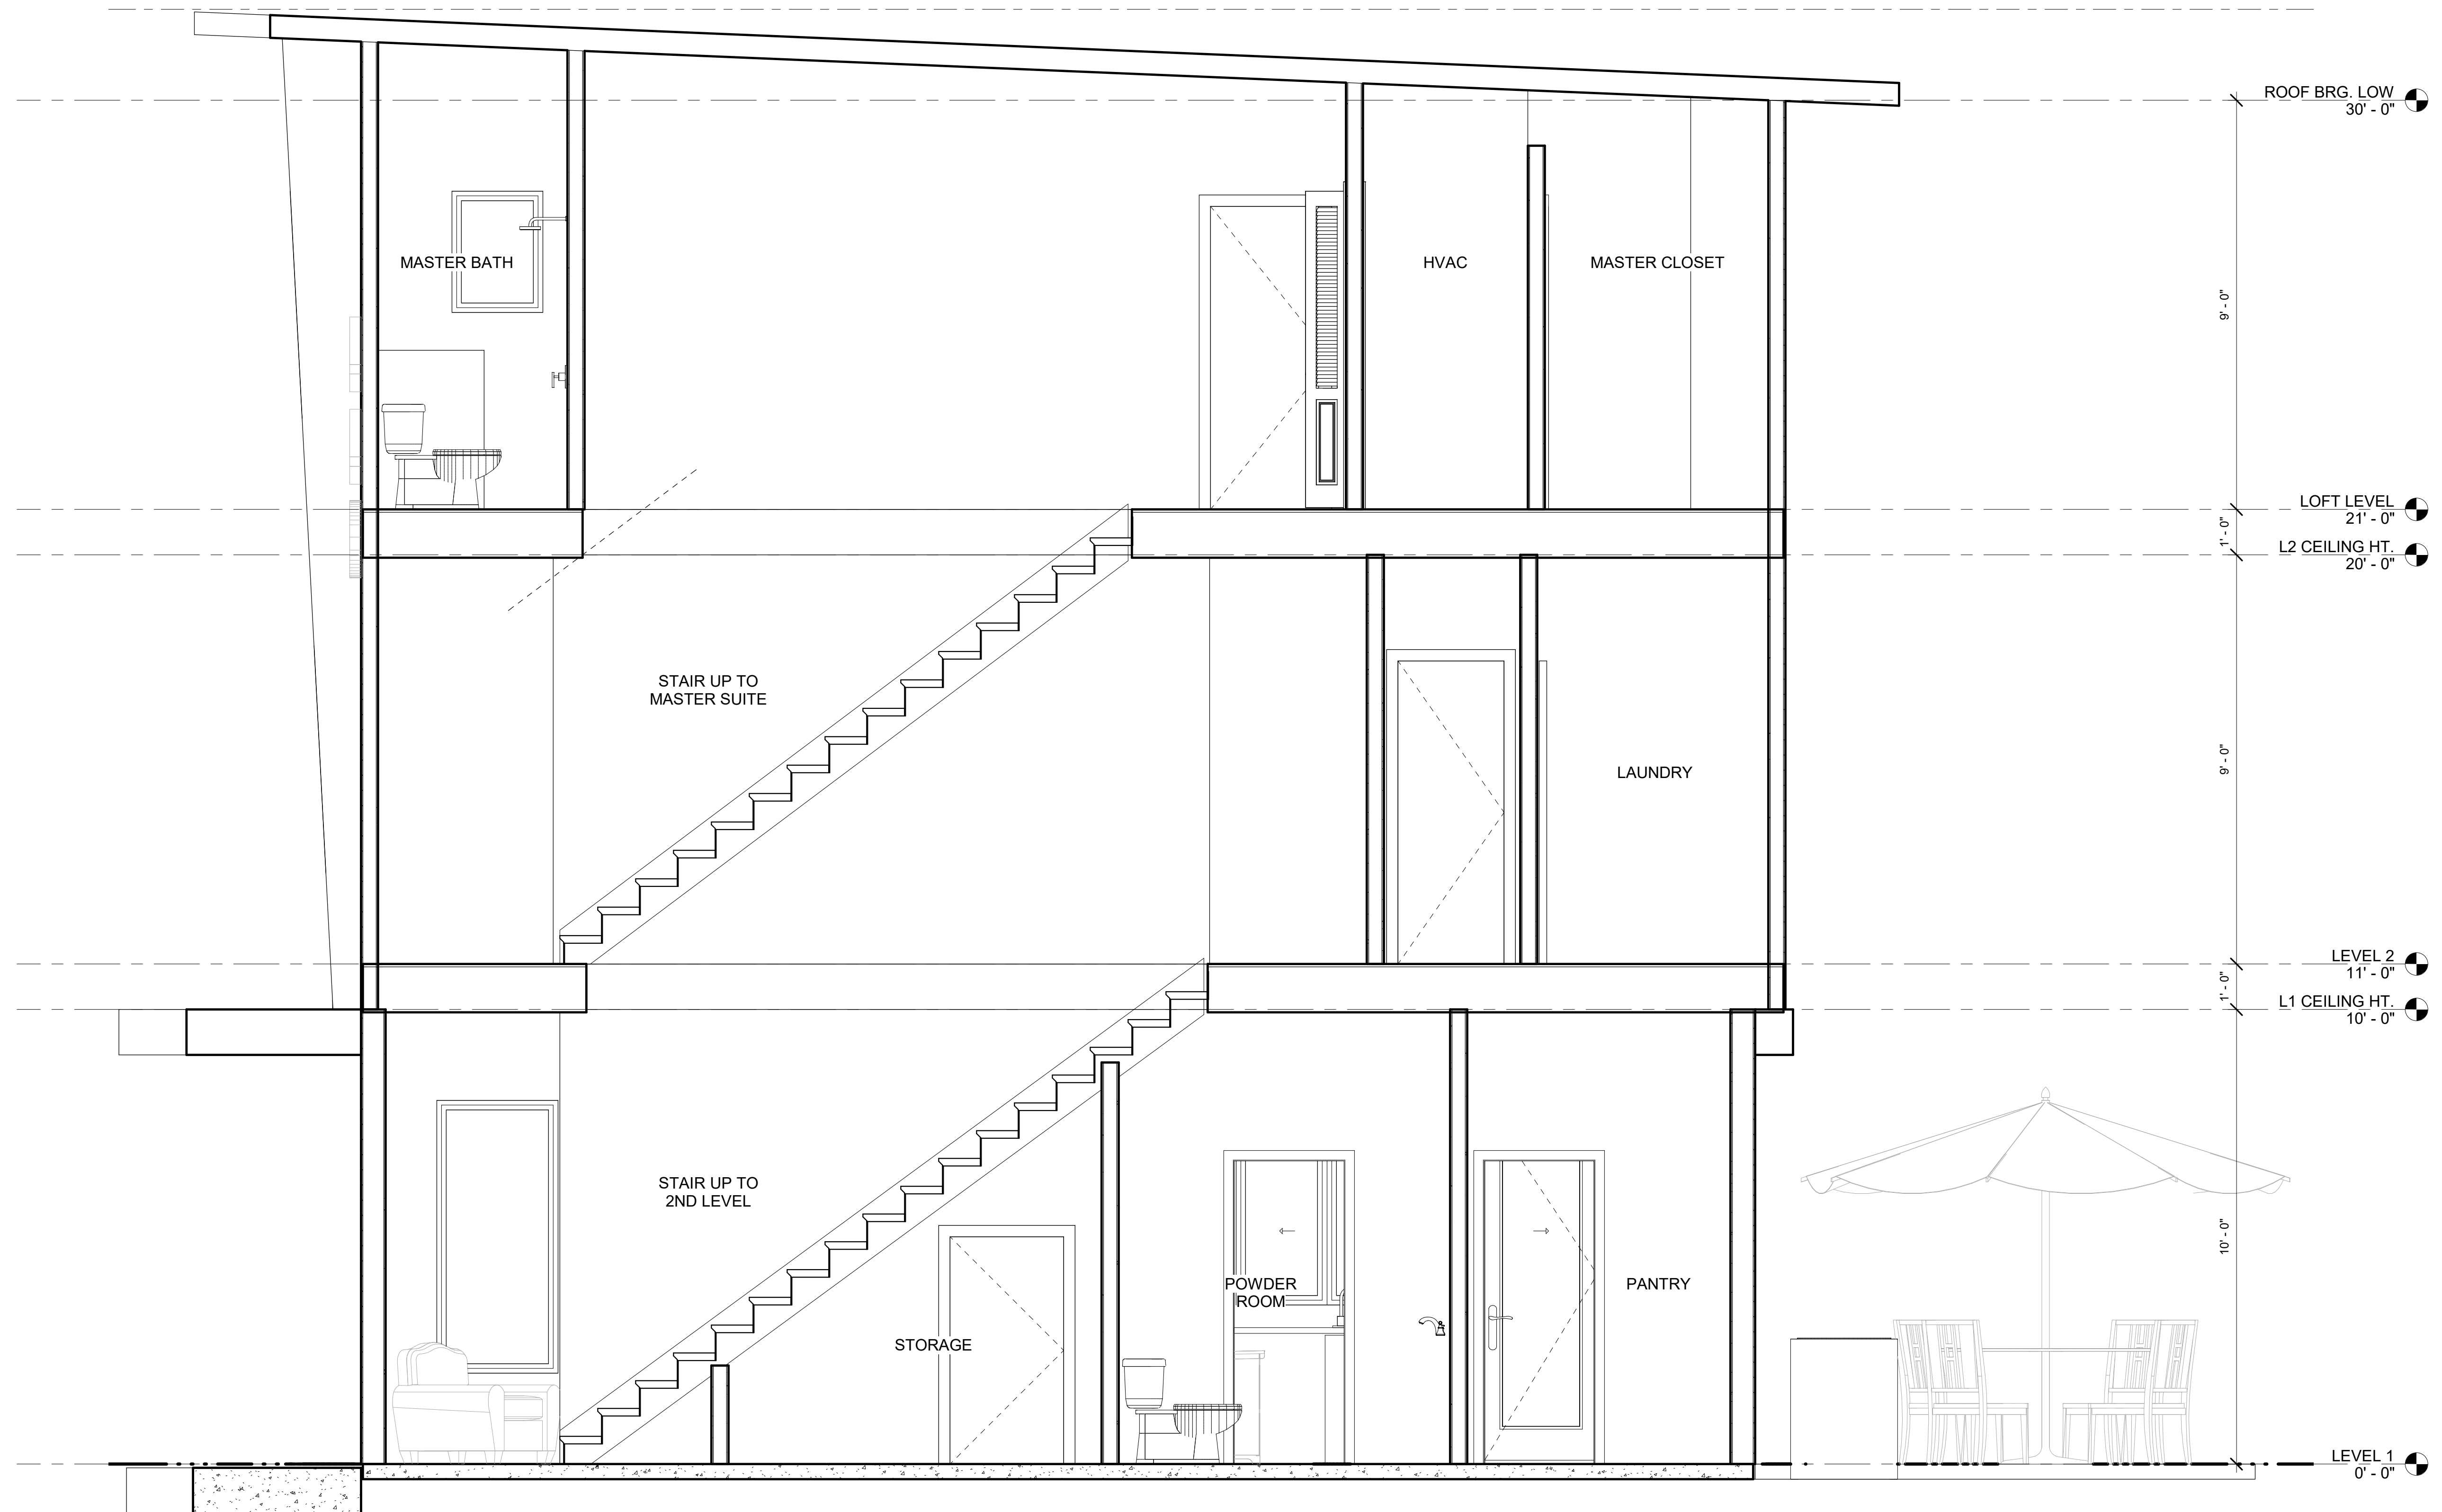 ROOF BRG. LOW
30' - 0"
MASTER BATH
HVAC
MASTER CLOSET
9' - 0"
LOFT LEVEL
21' - 0"
1' - 0"
L2 CEILING HT.
20' - 0"
STAIR UP TO
MASTER SUITE
LAUNDRY
9' - 0"
LEVEL 2
11' - 0"
1' - 0"
L1 CEILING HT.
10' - 0"
STAIR UP TO
2ND LEVEL
10' - 0"
POWDER
ROOM
PANTRY
STORAGE
LEVEL 1
0' - 0"